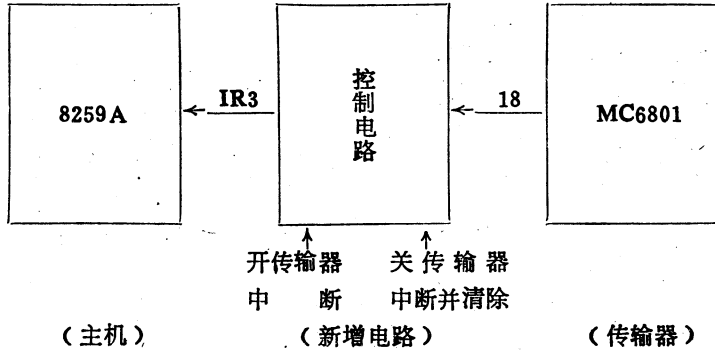 8259A
IR3
控制电路
18
MC6801
开传输器
中 断
关传输器
中断并清除
(主机)
(新增电路)
(传输器)